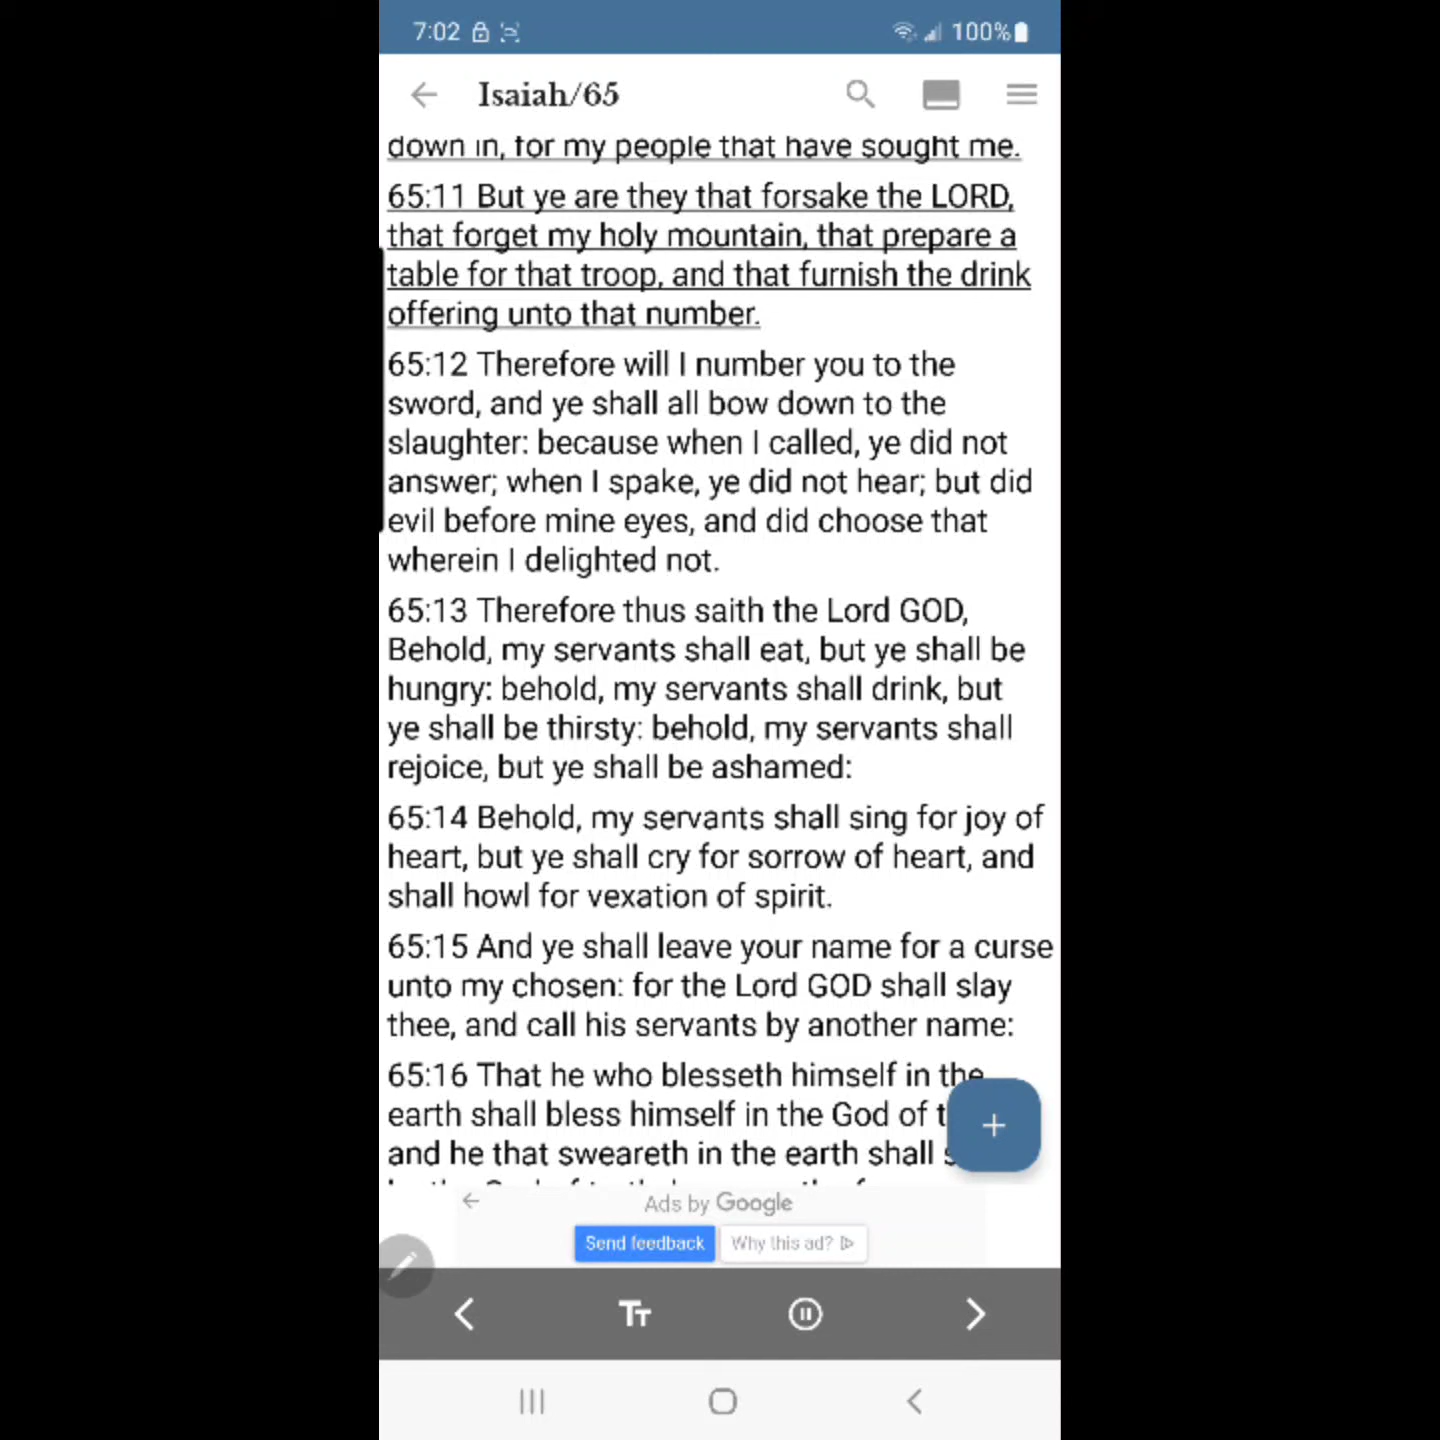 7:02
100%
Isaiah/65
down in, for my people that have sought me.
65:11 But ye are they that forsake the LORD,
that forget my holy mountain, that prepare a
table for that troop, and that furnish the drink
offering unto that number.
65:12 Therefore will I number you to the
sword, and ye shall all bow down to the
slaughter: because when I called, ye did not
answer; when I spake, ye did not hear; but did
evil before mine eyes, and did choose that
wherein I delighted not.
65:13 Therefore thus saith the Lord GOD,
Behold, my servants shall eat, but ye shall be
hungry: behold, my servants shall drink, but
ye shall be thirsty: behold, my servants shall
rejoice, but ye shall be ashamed:
65:14 Behold, my servants shall sing for joy of
heart, but ye shall cry for sorrow of heart, and
shall howl for vexation of spirit.
65:15 And ye shall leave your name for a curse
unto my chosen: for the Lord GOD shall slay
thee, and call his servants by another name:
65:16 That he who blesseth himself in the
earth shall bless himself in the God of t
and he that sweareth in the earth shall s
Ads by Google
Send feedback
Why this ad?
TT